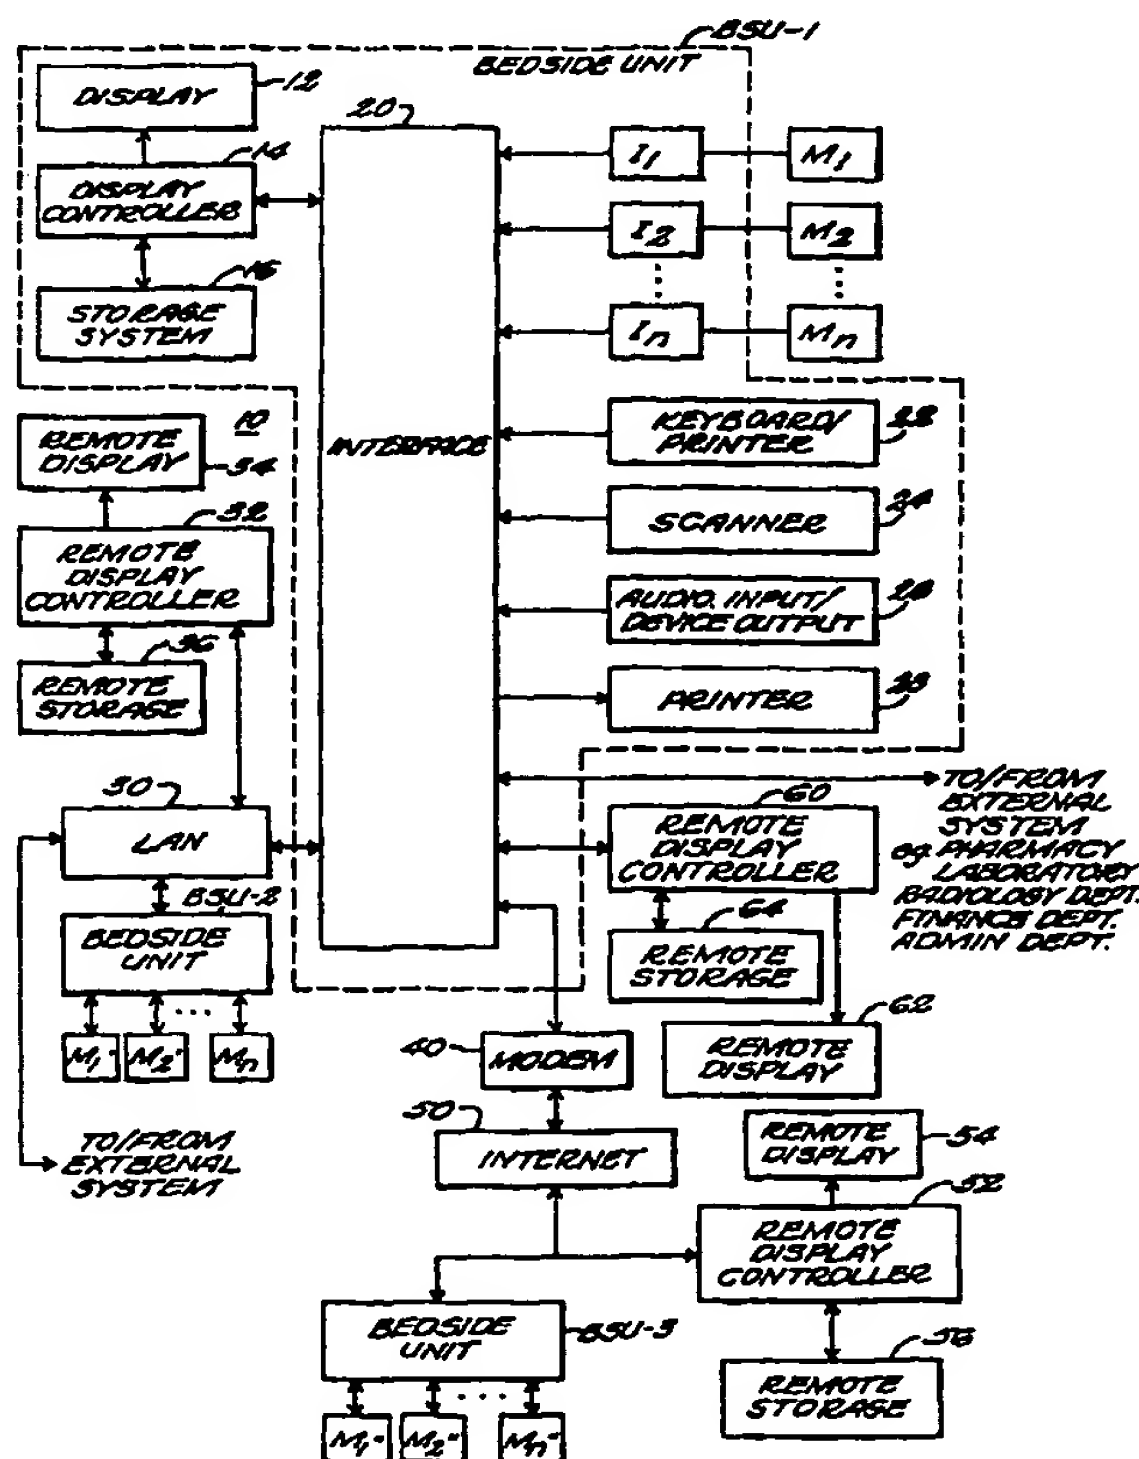 BSU-1
BEDSIDE UNIT
DISPLAY
12
20
14
DISPLAY
CONTROLLER
I1
M1
I2
M2
16
STORAGE
SYSTEM
In
Mn
INTERFACE
10
REMOTE
DISPLAY
34
KEYBOARD/
PRINTER
22
32
REMOTE
DISPLAY
CONTROLLER
SCANNER
24
AUDIO INPUT/
DEVICE OUTPUT
36
REMOTE
STORAGE
PRINTER
30
LAN
60
REMOTE
DISPLAY
CONTROLLER
TO/FROM
EXTERNAL
SYSTEM
eg. PHARMACY
LABORATORY
RADIOLOGY DEPT.
FINANCE DEPT.
ADMIN DEPT.
BSU-2
BEDSIDE
UNIT
64
REMOTE
STORAGE
M1'
M2'
Mn'
62
REMOTE
DISPLAY
40
MODEM
50
INTERNET
TO/FROM
EXTERNAL
SYSTEM
REMOTE
DISPLAY
54
52
REMOTE
DISPLAY
CONTROLLER
BEDSIDE
UNIT
BSU-3
56
REMOTE
STORAGE
M1"
M2"
Mn"